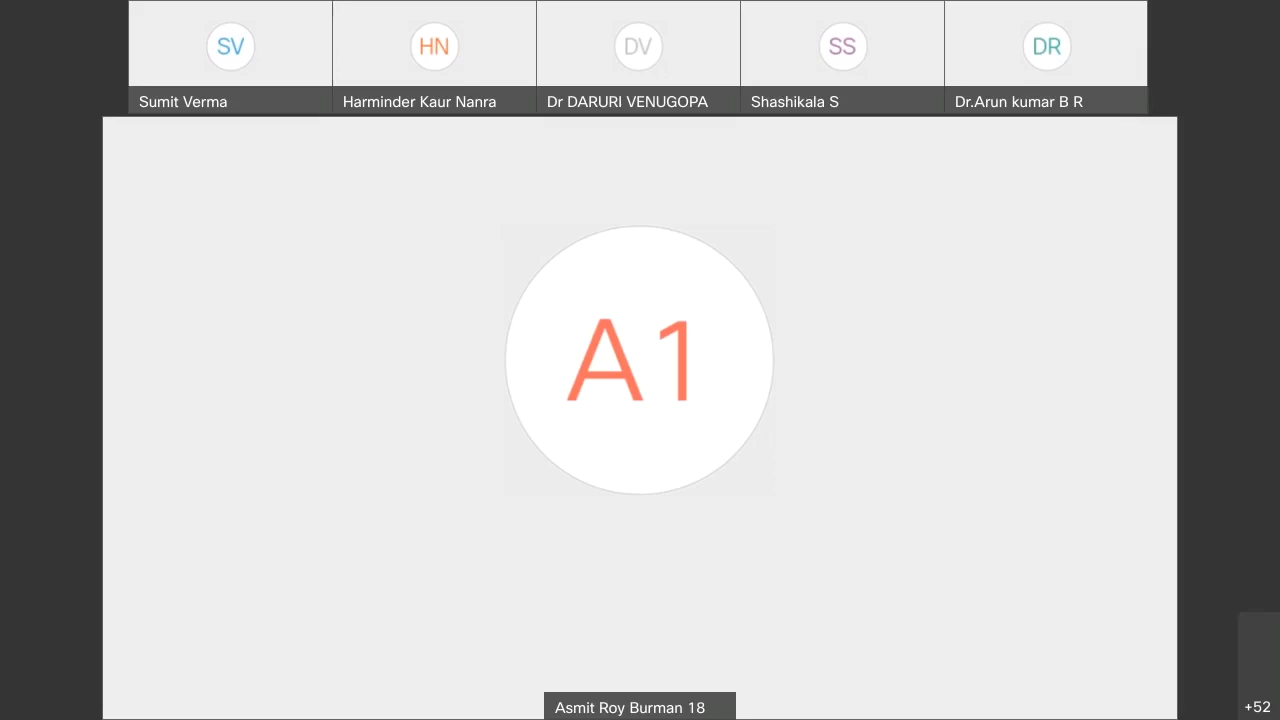 SV
HN
DV
SS
DR
Sumit Verma
Harminder Kaur Nanra
Dr DARURI VENUGOPA
Shashikala S
Dr.Arun kumar B R
A1
Asmit Roy Burman 18
+52